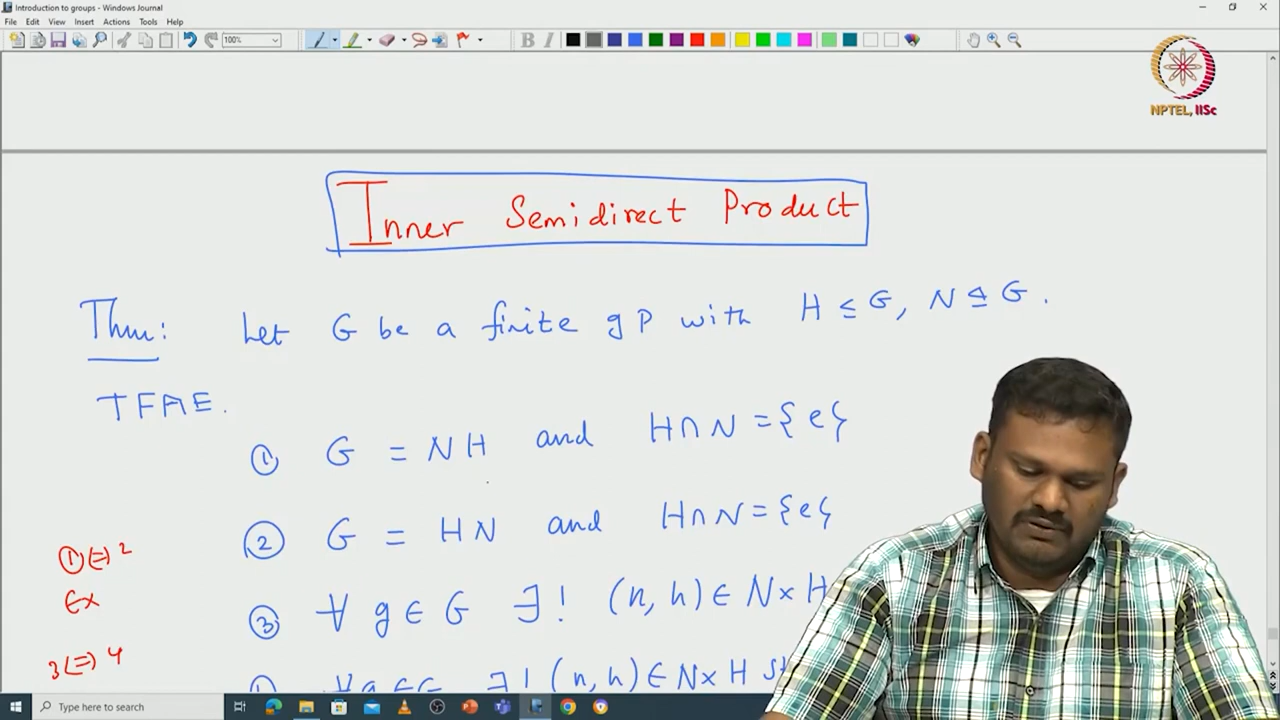 Introduction to groups - Windows Journal
File Edit View Insert Actions Tools Help
100%
NPTEL, IISc
Inner Semidirect Product
Thm: Let G be a finite gp with H ≤ G, N ⊴ G.
TFAE.
① G = NH and H∩N = {e}
② G = HN and H∩N = {e}
①⇔2
Ex
③ ∀ g ∈ G ∃! (n, h) ∈ N×H
3⇔4
∀ g ∈ G ∃! (n, h) ∈ N×H
Type here to search